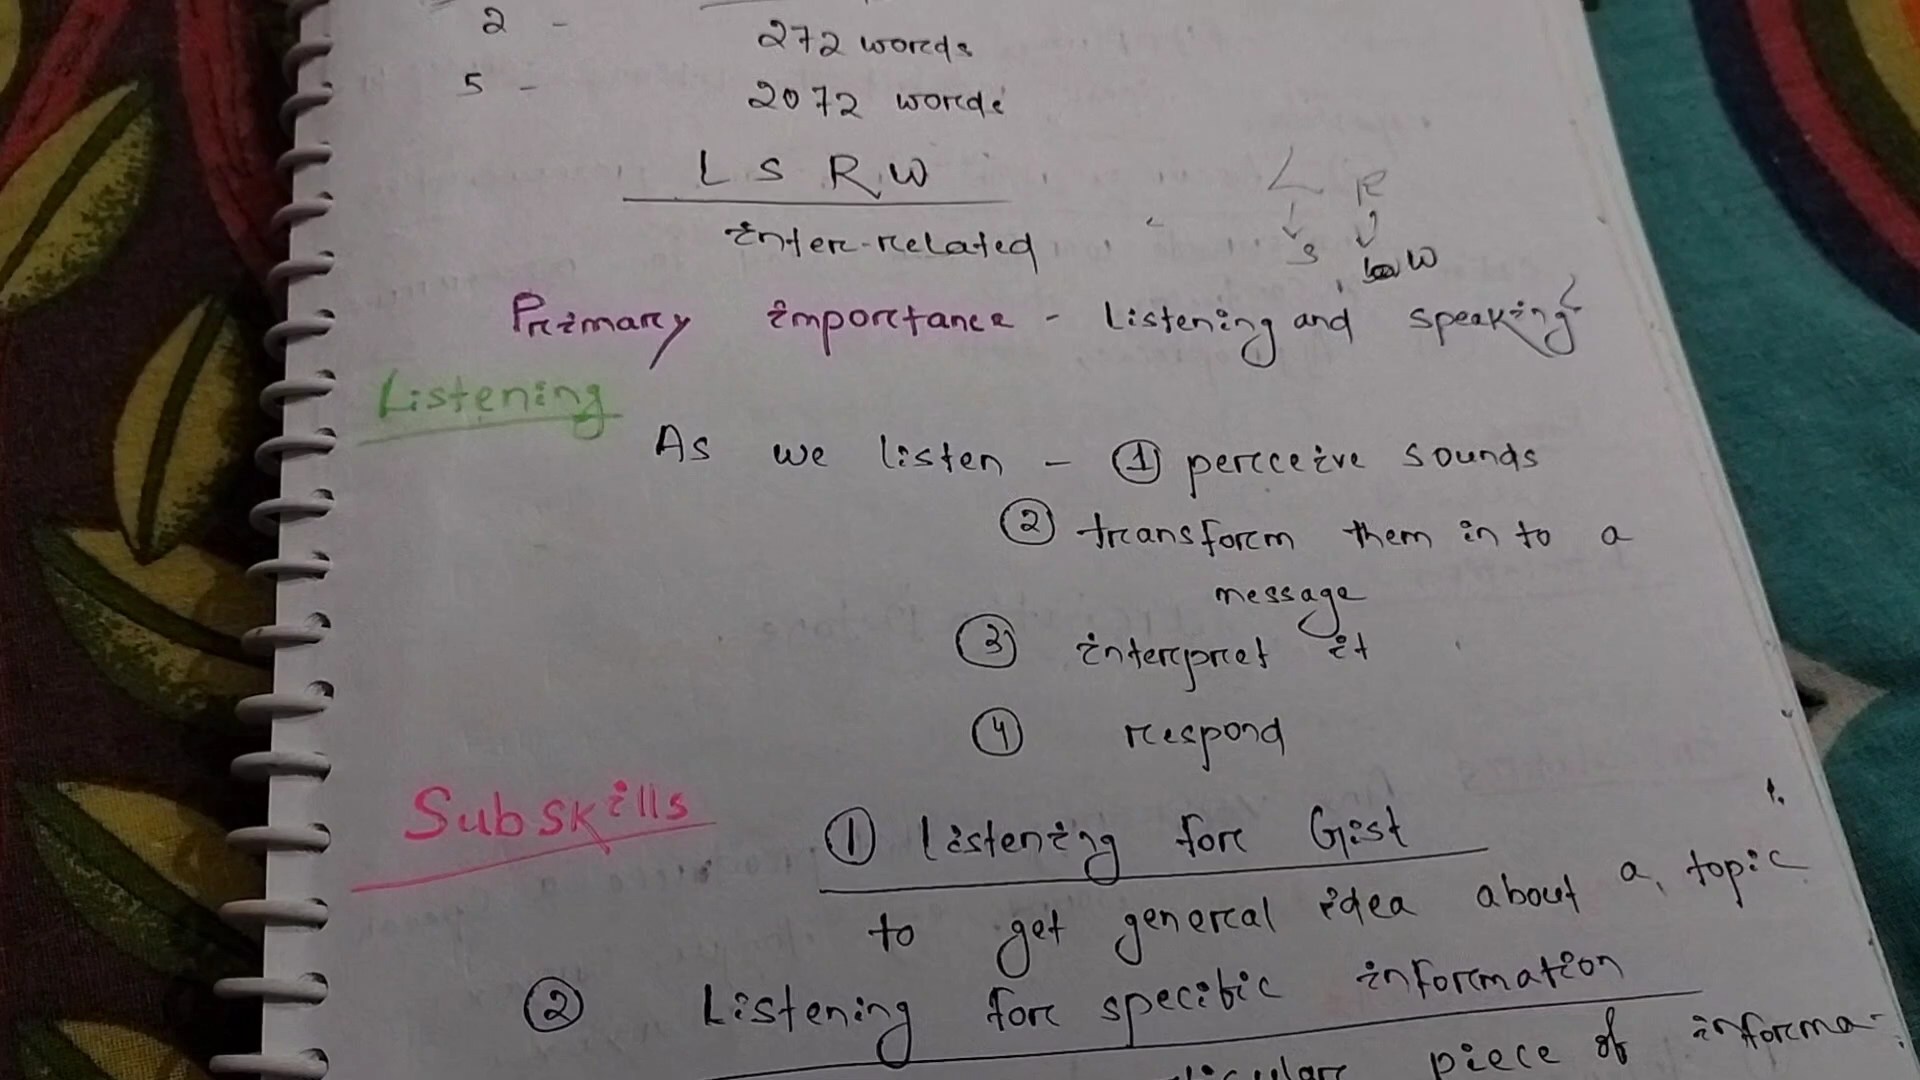 2 - 272 words
5 - 2072 words
L S R W
inter-related
L R
S W
Primary importance - Listening and speaking
Listening
As we listen - ① perceive sounds
② transform them in to a
message
③ interpret it
④ respond
Subskills
① Listening for Gist
to get general idea about a topic
② Listening for specific information
piece of informa-